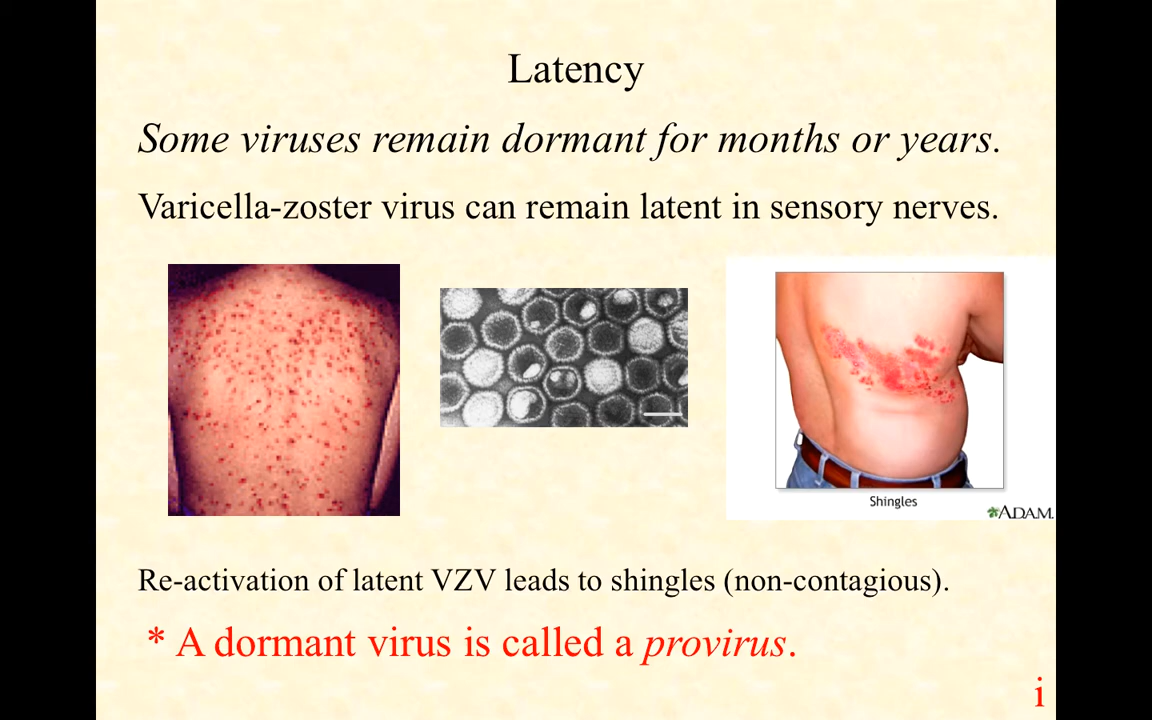 Latency
Some viruses remain dormant for months or years.
Varicella-zoster virus can remain latent in sensory nerves.
Shingles
ADAM.
Re-activation of latent VZV leads to shingles (non-contagious).
* A dormant virus is called a provirus.
i